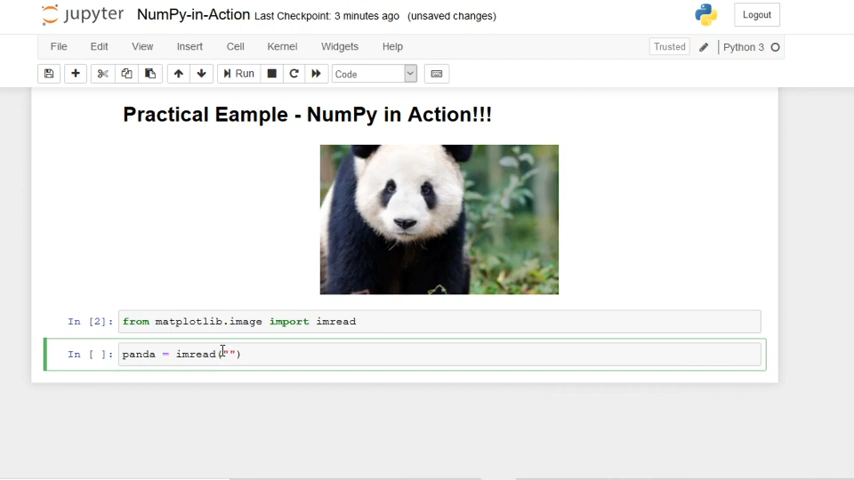 jupyter NumPy-in-Action Last Checkpoint: 3 minutes ago (unsaved changes) Logout
File Edit View Insert Cell Kernel Widgets Help Trusted Python 3
Run Code
Practical Eample - NumPy in Action!!!
In [2]: from matplotlib.image import imread
In [ ]: panda = imread("")